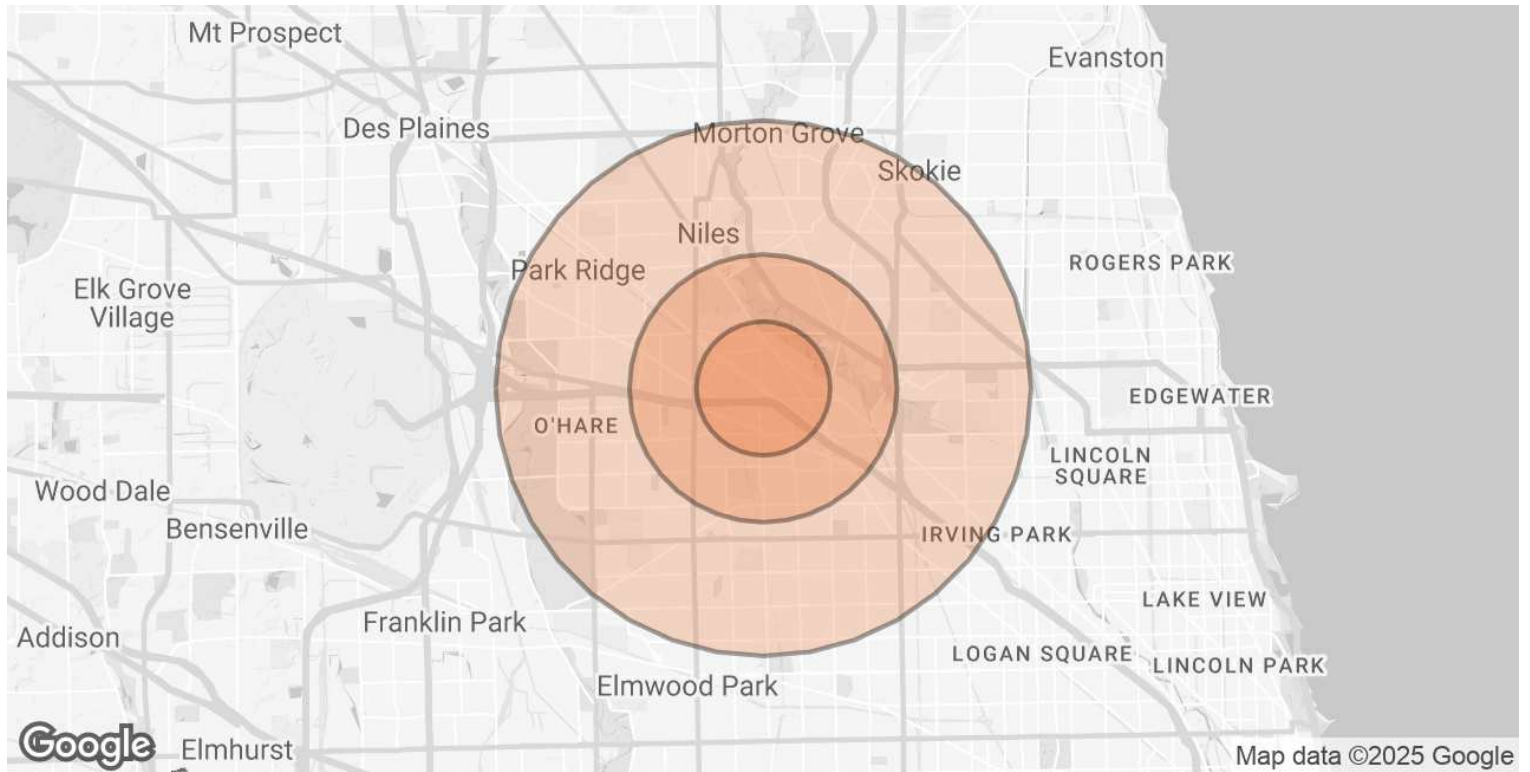 Mt Prospect
Evanston
Des Plaines
Morton Grove
Skokie
Niles
ROGERS PARK
Park Ridge
Elk Grove
Village
EDGEWATER
O'HARE
LINCOLN
SQUARE
Wood Dale
Bensenville
IRVING PARK
LAKE VIEW
Franklin Park
Addison
LOGAN SQUARE
LINCOLN PARK
Elmwood Park
Google
Elmhurst
Map data ©2025 Google